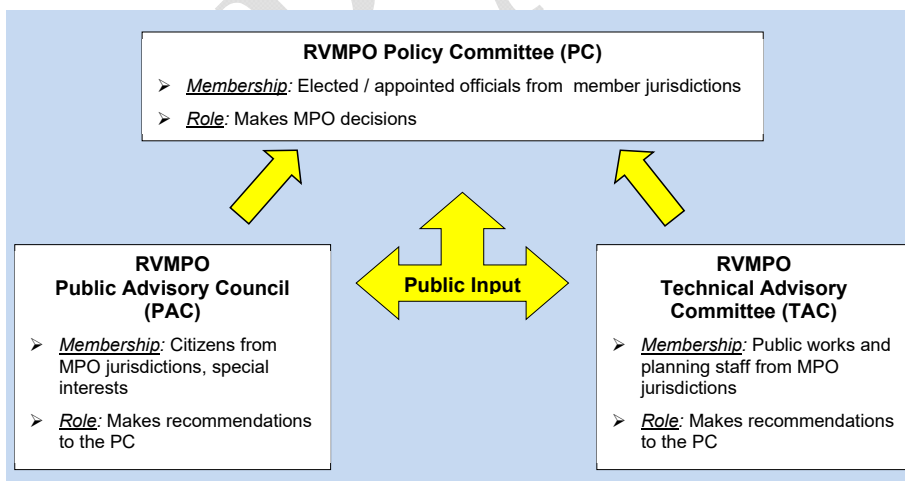 RVMPO Policy Committee (PC)
➢ Membership: Elected / appointed officials from member jurisdictions
➢ Role: Makes MPO decisions
Public Input
RVMPO
Public Advisory Council
(PAC)
➢ Membership: Citizens from
MPO jurisdictions, special
interests
➢ Role: Makes recommendations
to the PC
RVMPO
Technical Advisory
Committee (TAC)
➢ Membership: Public works and
planning staff from MPO
jurisdictions
➢ Role: Makes recommendations
to the PC